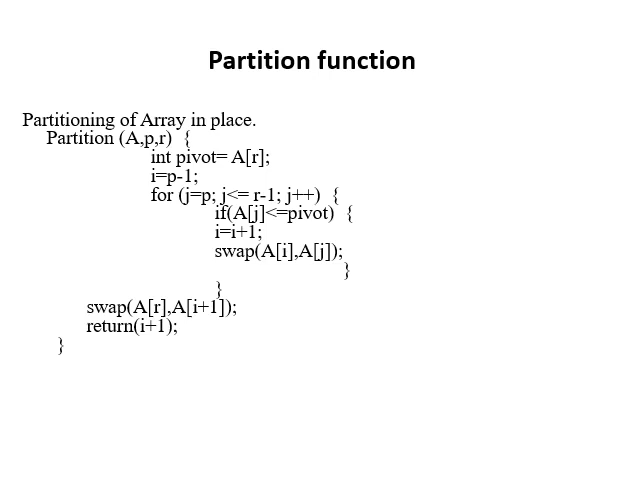 Partition function
Partitioning of Array in place.
Partition (A,p,r) {
int pivot= A[r];
i=p-1;
for (j=p; j<= r-1; j++) {
if(A[j]<=pivot) {
i=i+1;
swap(A[i],A[j]);
}
}
swap(A[r],A[i+1]);
return(i+1);
}